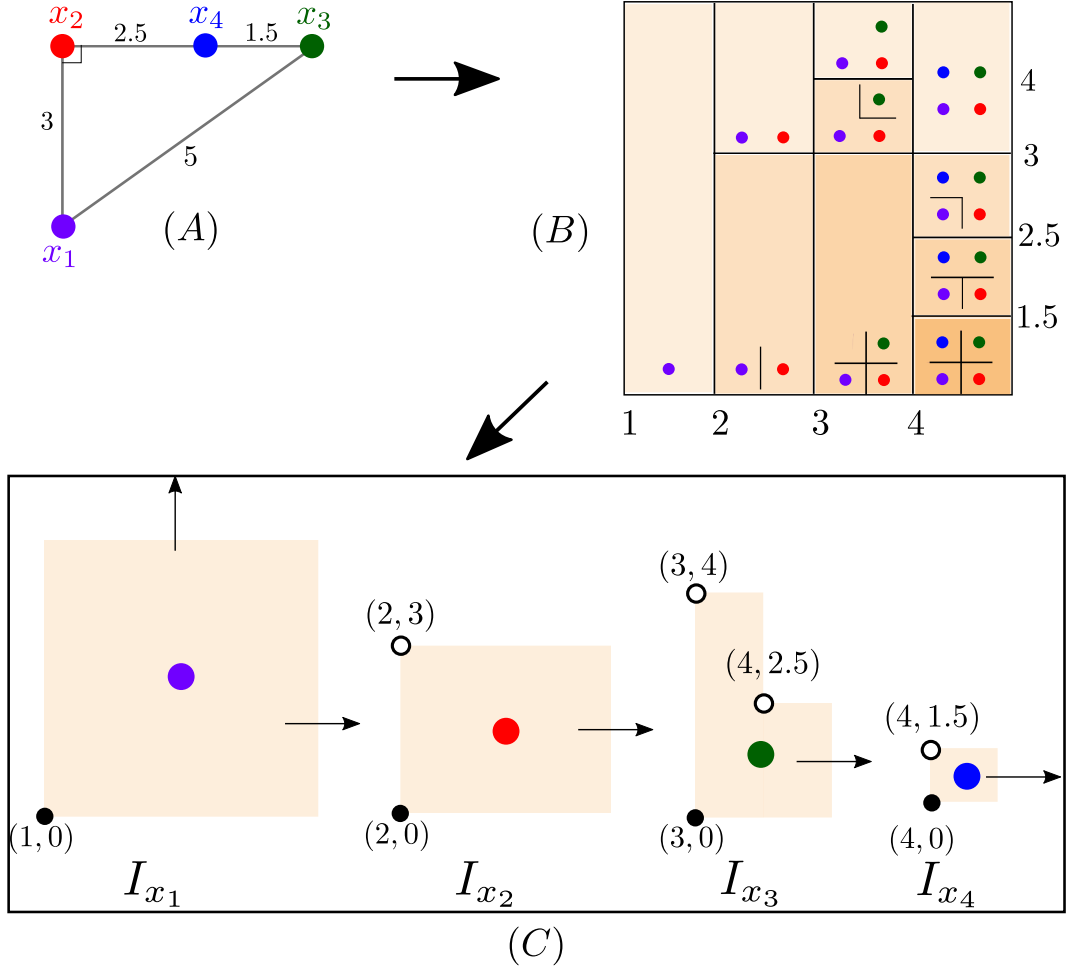 x₂ x₄ x₃
2.5 1.5
3
5
x₁
(A)
(B)
4
3
2.5
1.5
1 2 3 4
(3, 4)
(2, 3)
(4, 2.5)
(4, 1.5)
(1, 0) (2, 0) (3, 0) (4, 0)
Iₓ₁ Iₓ₂ Iₓ₃ Iₓ₄
(C)